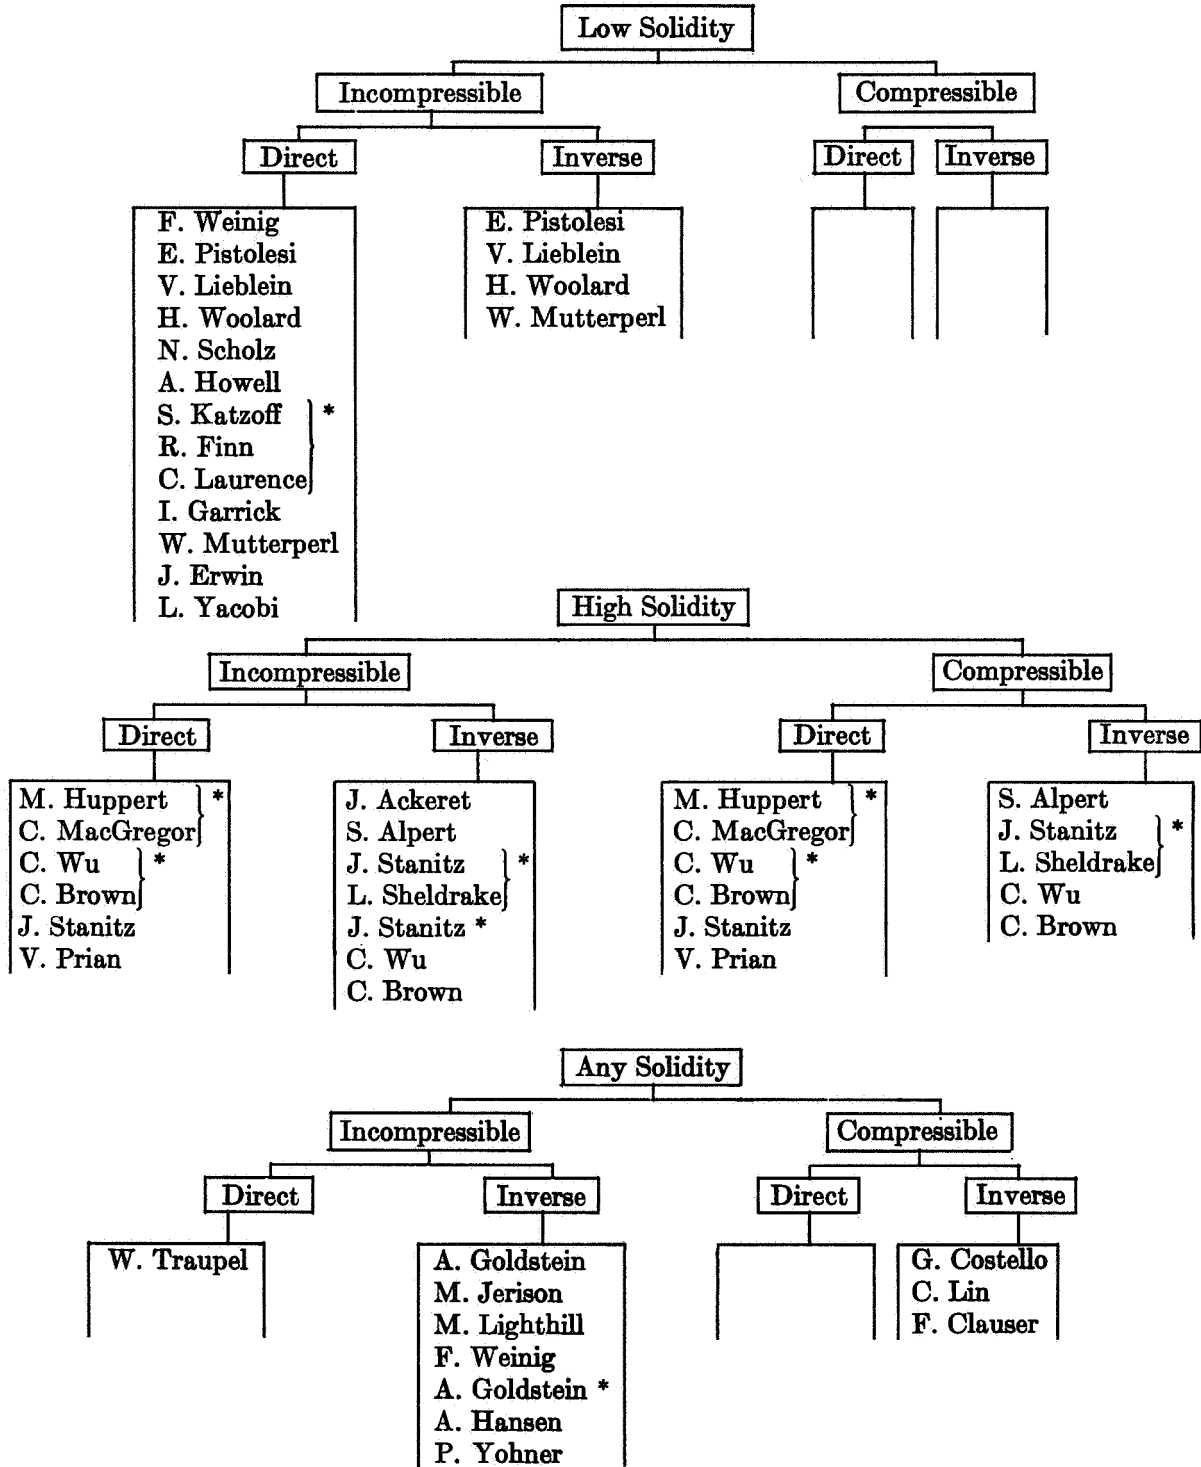 Low Solidity
Incompressible
Compressible
Direct
Inverse
Direct
Inverse
F. Weinig
E. Pistolesi
V. Lieblein
H. Woolard
N. Scholz
A. Howell
S. Katzoff *
R. Finn
C. Laurence
I. Garrick
W. Mutterperl
J. Erwin
L. Yacobi
E. Pistolesi
V. Lieblein
H. Woolard
W. Mutterperl
High Solidity
Incompressible
Compressible
Direct
Inverse
Direct
Inverse
M. Huppert *
C. MacGregor
C. Wu *
C. Brown
J. Stanitz
V. Prian
J. Ackeret
S. Alpert
J. Stanitz *
L. Sheldrake
J. Stanitz *
C. Wu
C. Brown
M. Huppert *
C. MacGregor
C. Wu *
C. Brown
J. Stanitz
V. Prian
S. Alpert
J. Stanitz *
L. Sheldrake
C. Wu
C. Brown
Any Solidity
Incompressible
Compressible
Direct
Inverse
Direct
Inverse
W. Traupel
A. Goldstein
M. Jerison
M. Lighthill
F. Weinig
A. Goldstein *
A. Hansen
P. Yohner
G. Costello
C. Lin
F. Clauser